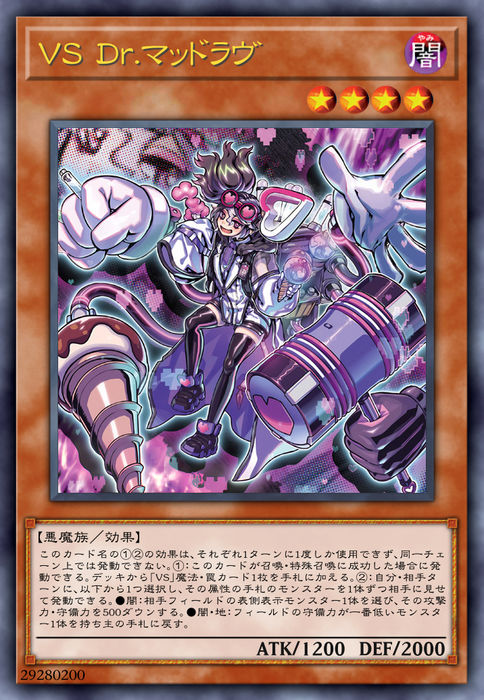 VS Dr.マッドラヴ
やみ
闇
【悪魔族／効果】
このカード名の①②の効果は、それぞれ1ターンに1度しか使用できず、同一チェ
ーン上では発動できない。①：このカードが召喚・特殊召喚に成功した場合に発
動できる。デッキから「VS」魔法・罠カード1枚を手札に加える。②：自分・相手タ
ーンに、以下から1つ選択し、その属性の手札のモンスターを1体ずつ相手に見せ
て発動できる。●闇：相手フィールドの表側表示モンスター1体を選び、その攻撃
力・守備力を500ダウンする。●闇・地：フィールドの守備力が一番低いモンスタ
ー1体を持ち主の手札に戻す。
ATK/1200 DEF/2000
29280200